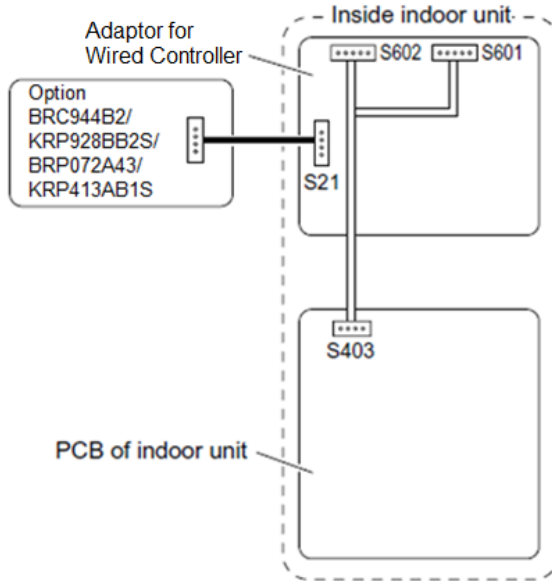 Inside indoor unit
Adaptor for
Wired Controller
S602
S601
Option
BRC944B2/
KRP928BB2S/
BRP072A43/
KRP413AB1S
S21
S403
PCB of indoor unit